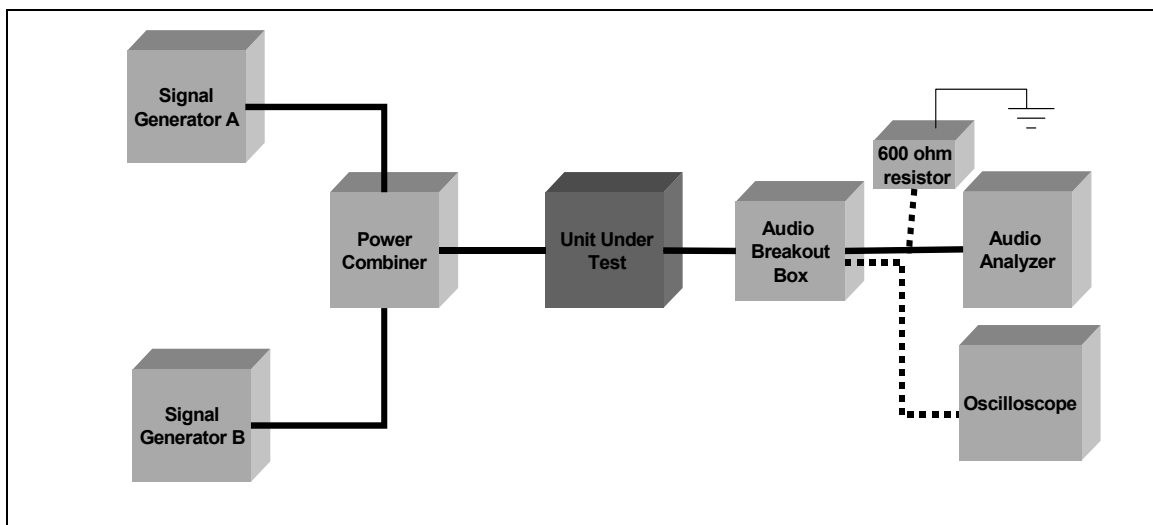 Signal
Generator A
Power
Combiner
Signal
Generator B
Unit Under
Test
Audio
Breakout
Box
600 ohm
resistor
Audio
Analyzer
Oscilloscope